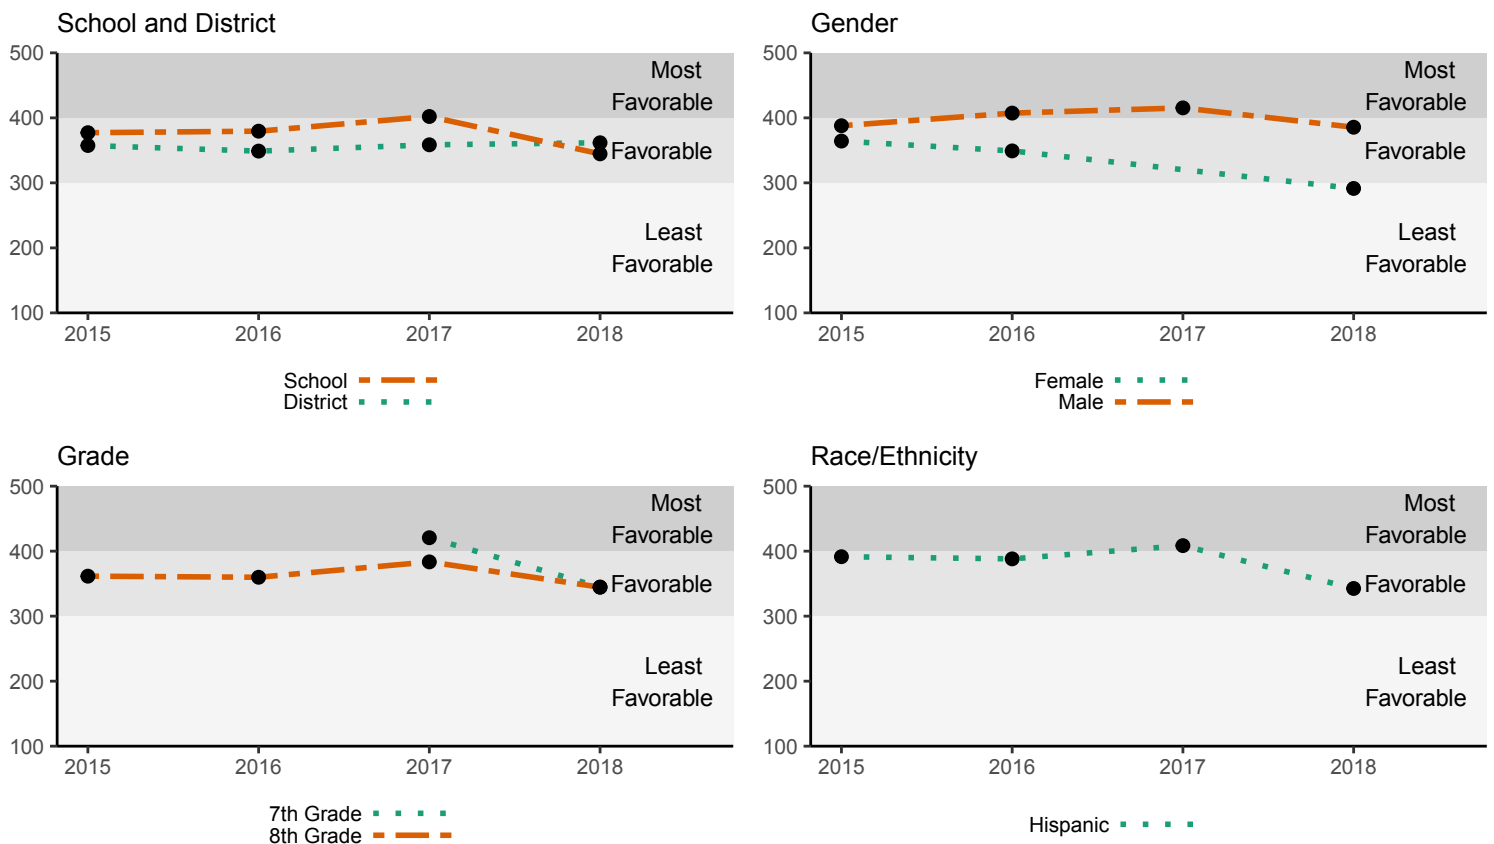 School and District
500
400
300
200
100
Most
Favorable
Favorable
Least
Favorable
2015 2016 2017 2018
School
District
Gender
500
400
300
200
100
Most
Favorable
Favorable
Least
Favorable
2015 2016 2017 2018
Female
Male
Grade
500
400
300
200
100
Most
Favorable
Favorable
Least
Favorable
2015 2016 2017 2018
7th Grade
8th Grade
Race/Ethnicity
500
400
300
200
100
Most
Favorable
Favorable
Least
Favorable
2015 2016 2017 2018
Hispanic